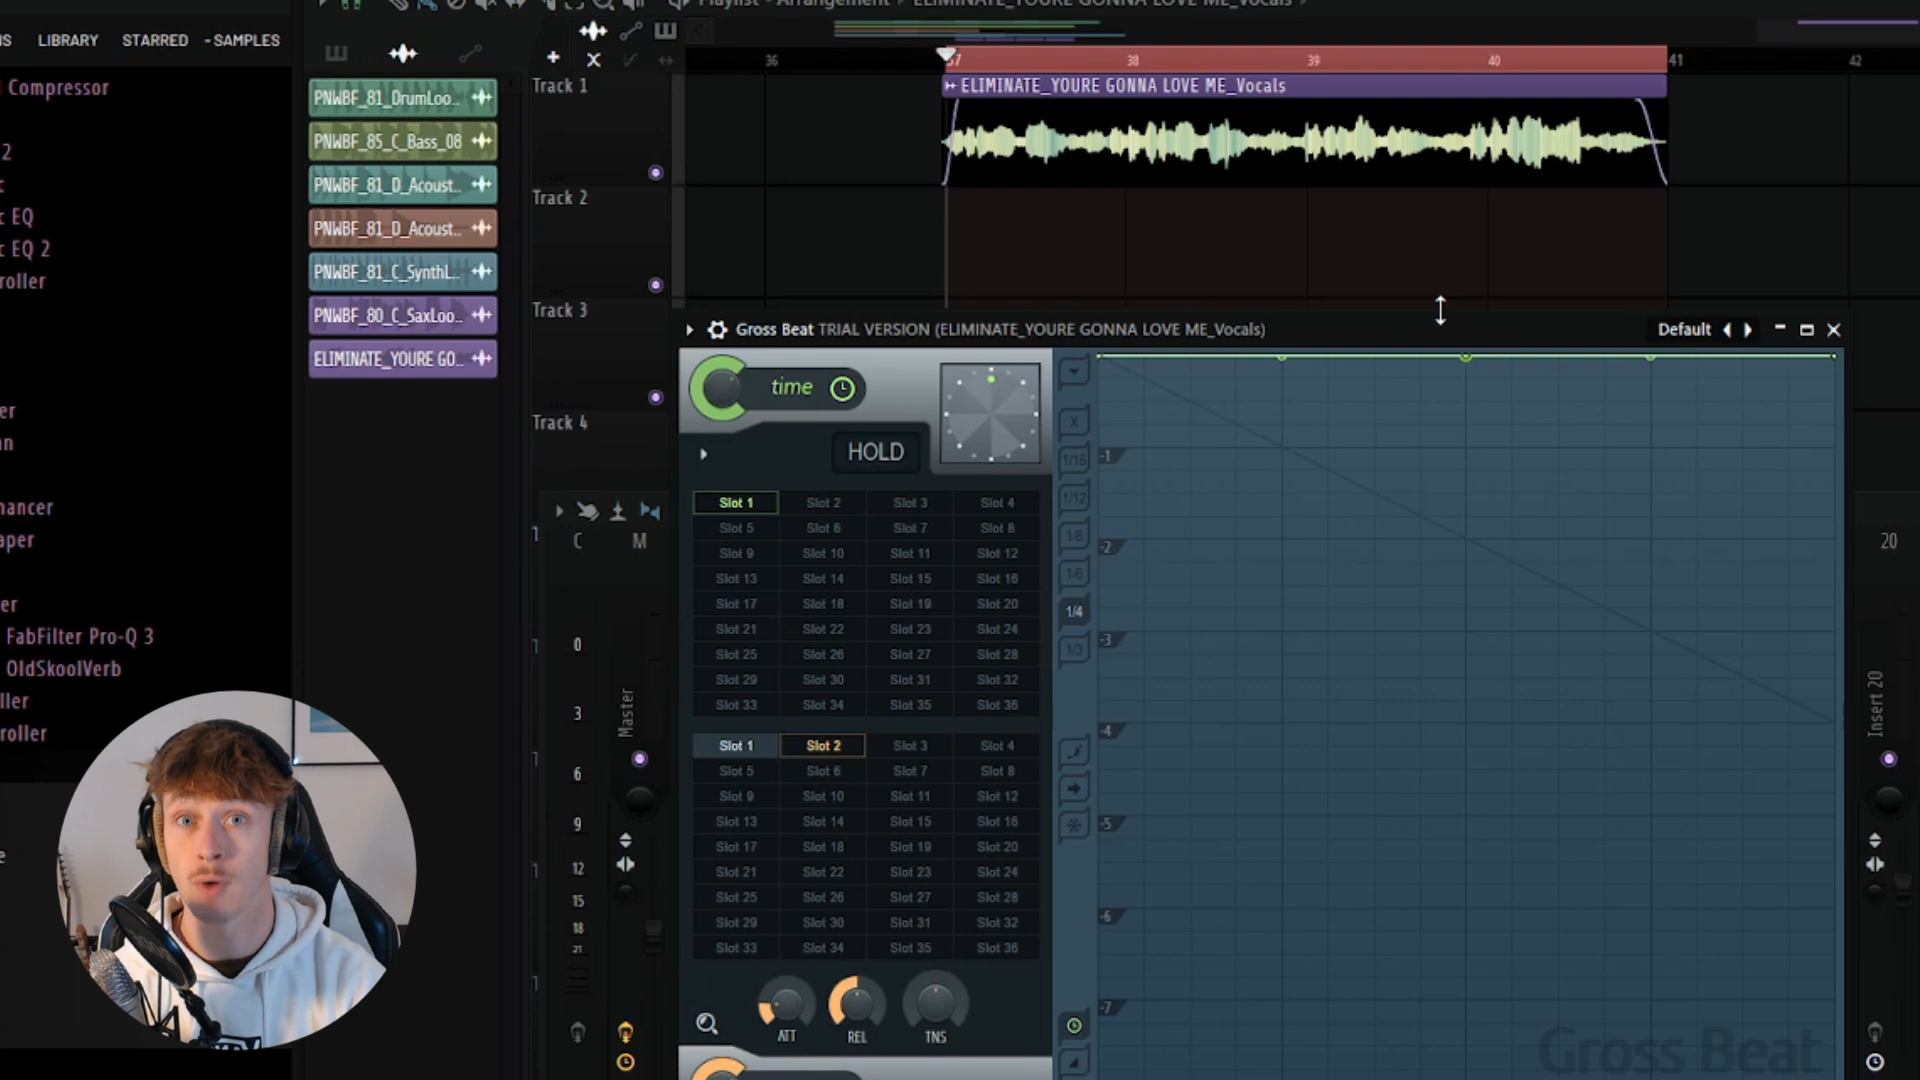 Playlist - Arrangement › ELIMINATE_YOURE GONNA LOVE ME_Vocals ›
LIBRARY
STARRED
- SAMPLES
Compressor
2
EQ
EQ 2
FabFilter Pro-Q 3
OldSkoolVerb
PNWBF_81_DrumLoo..
PNWBF_85_C_Bass_08
PNWBF_81_D_Acoust..
PNWBF_81_D_Acoust..
PNWBF_81_C_SynthL..
PNWBF_80_C_SaxLoo..
ELIMINATE_YOURE GO..
36 37 38 39 40 41 42
Track 1
ELIMINATE_YOURE GONNA LOVE ME_Vocals
Track 2
Track 3
Track 4
Gross Beat TRIAL VERSION (ELIMINATE_YOURE GONNA LOVE ME_Vocals)
Default
time
HOLD
Slot 1 Slot 2 Slot 3 Slot 4
Slot 5 Slot 6 Slot 7 Slot 8
Slot 9 Slot 10 Slot 11 Slot 12
Slot 13 Slot 14 Slot 15 Slot 16
Slot 17 Slot 18 Slot 19 Slot 20
Slot 21 Slot 22 Slot 23 Slot 24
Slot 25 Slot 26 Slot 27 Slot 28
Slot 29 Slot 30 Slot 31 Slot 32
Slot 33 Slot 34 Slot 35 Slot 36
Slot 1 Slot 2 Slot 3 Slot 4
Slot 5 Slot 6 Slot 7 Slot 8
Slot 9 Slot 10 Slot 11 Slot 12
Slot 13 Slot 14 Slot 15 Slot 16
Slot 17 Slot 18 Slot 19 Slot 20
Slot 21 Slot 22 Slot 23 Slot 24
Slot 25 Slot 26 Slot 27 Slot 28
Slot 29 Slot 30 Slot 31 Slot 32
Slot 33 Slot 34 Slot 35 Slot 36
ATT REL TNS
X
1/16
1/12
1/8
1/6
1/4
1/3
-1
-2
-3
-4
-5
-6
-7
Gross Beat
C M
0
3
6
9
12
15
18
21
Master
20
Insert 20